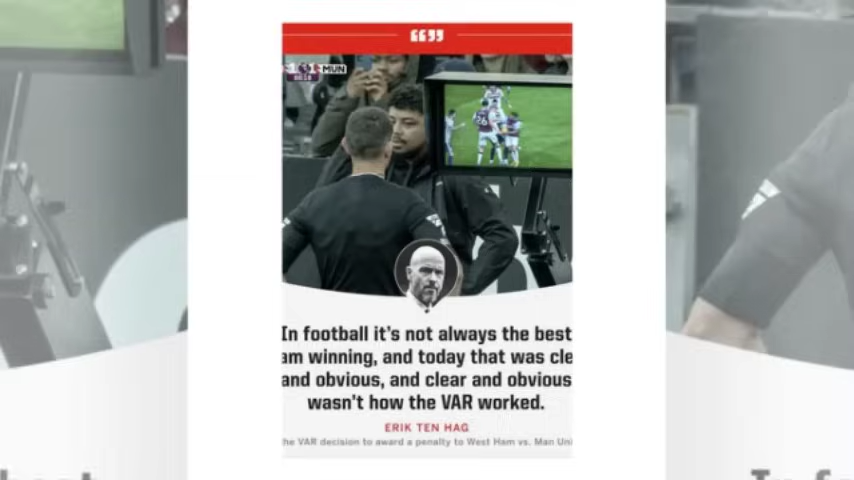 ““””
MUN
26
In football it's not always the best
am winning, and today that was cle
and obvious, and clear and obvious
wasn't how the VAR worked.
ERIK TEN HAG
he VAR decision to award a penalty to West Ham vs. Man Uni